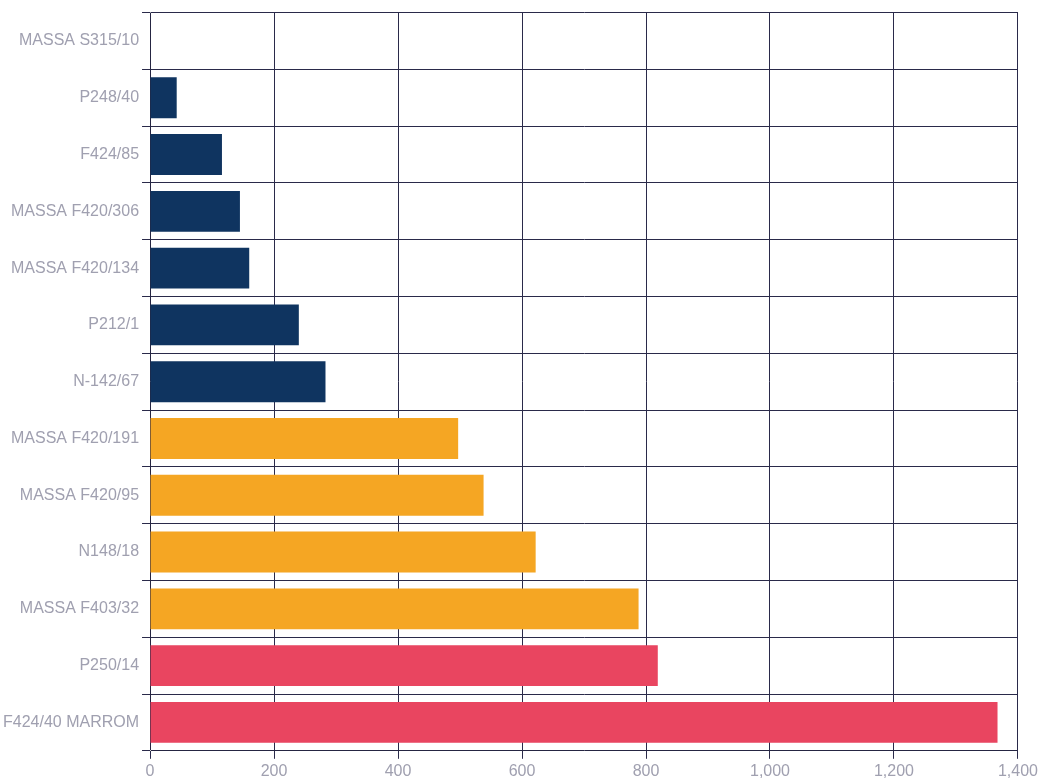 MASSA S315/10
P248/40
F424/85
MASSA F420/306
MASSA F420/134
P212/1
N-142/67
MASSA F420/191
MASSA F420/95
N148/18
MASSA F403/32
P250/14
F424/40 MARROM
0 200 400 600 800 1,000 1,200 1,400